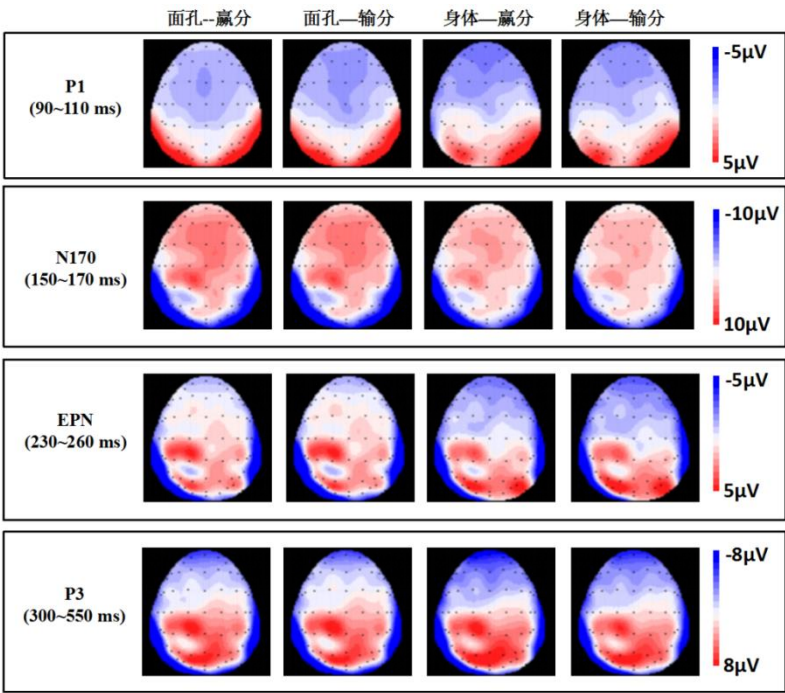 面孔--赢分 面孔—输分 身体—赢分 身体—输分
P1
(90~110 ms)
-5μV
5μV
N170
(150~170 ms)
-10μV
10μV
EPN
(230~260 ms)
-5μV
5μV
P3
(300~550 ms)
-8μV
8μV